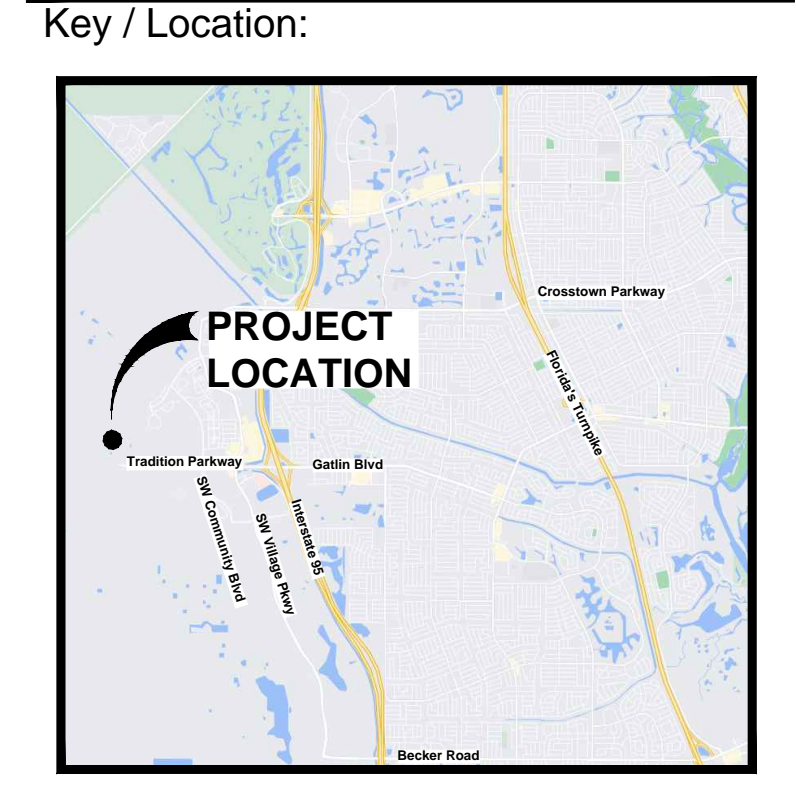 Key / Location:
Crosstown Parkway
PROJECT
LOCATION
Florida's Turnpike
Tradition Parkway
Gatlin Blvd
SW Community Blvd
SW Village Pkwy
Interstate 95
Becker Road